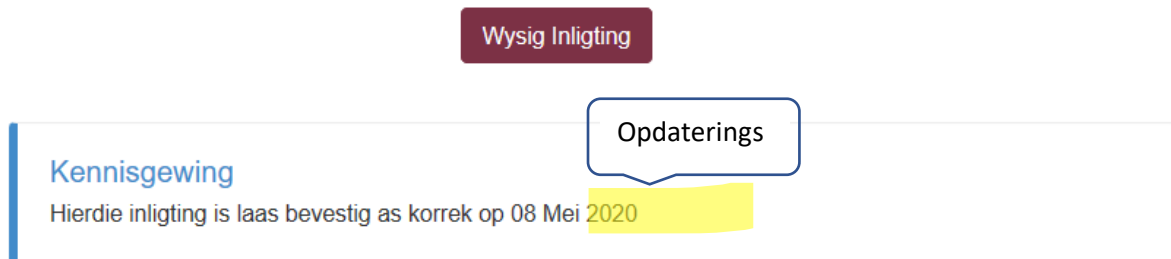 Wysig Inligting
Opdaterings
Kennisgewing
Hierdie inligting is laas bevestig as korrek op 08 Mei 2020